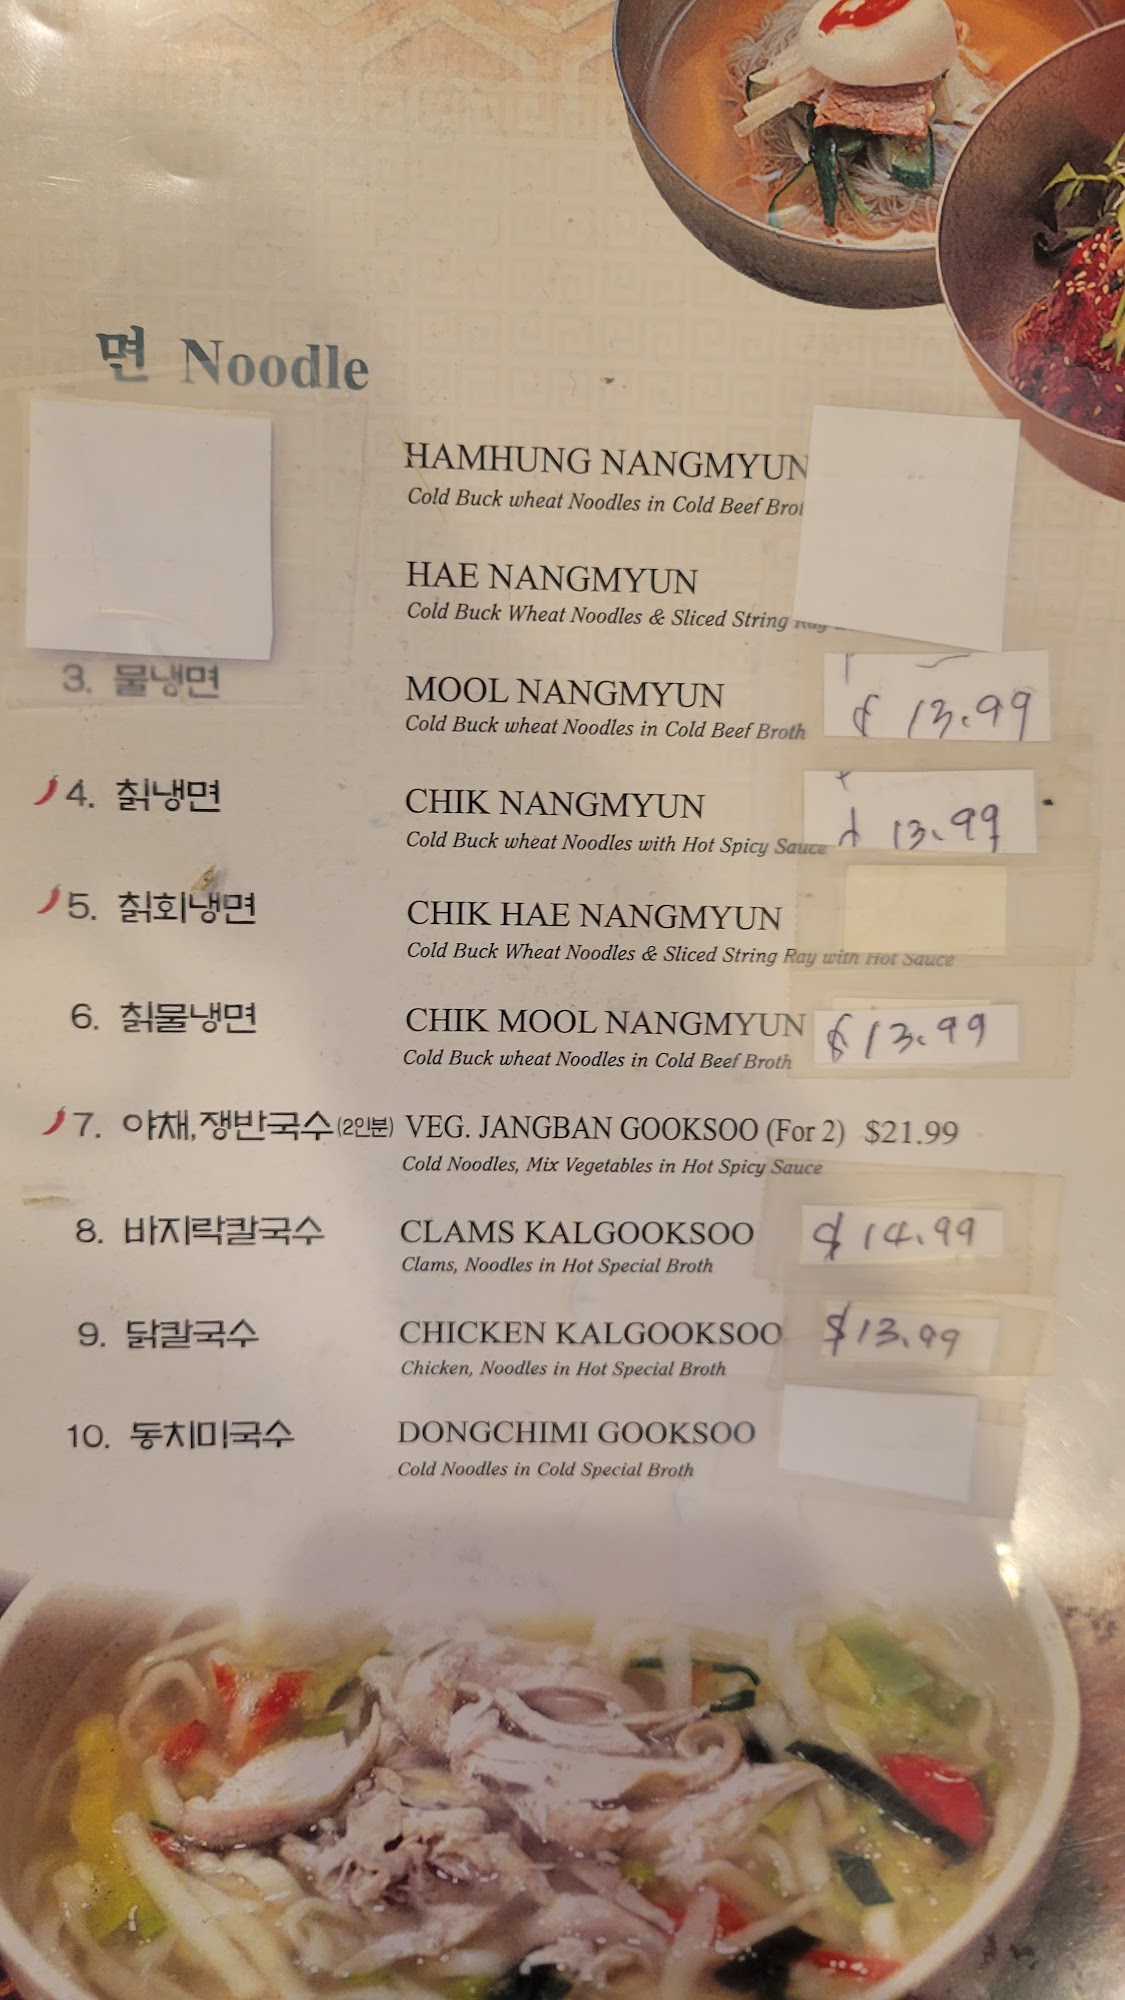 면 Noodle
HAMHUNG NANGMYUN
Cold Buck wheat Noodles in Cold Beef
HAE NANGMYUN
Cold Buck Wheat Noodles & Sliced String
3. 물냉면 MOOL NANGMYUN $13.99
Cold Buck wheat Noodles in Cold Beef Broth
4. 칡냉면 CHIK NANGMYUN 13.99
Cold Buck wheat Noodles with Hot Spicy Sauce
5. 칡회냉면 CHIK HAE NANGMYUN
Cold Buck Wheat Noodles & Sliced String Ray with Hot Sauce
6. 칡물냉면 CHIK MOOL NANGMYUN $13.99
Cold Buck wheat Noodles in Cold Beef Broth
7. 야채,쟁반국수(2인분) VEG. JANGBAN GOOKSOO (For 2) $21.99
Cold Noodles, Mix Vegetables in Hot Spicy Sauce
8. 바지락칼국수 CLAMS KALGOOKSOO $14.99
Clams, Noodles in Hot Special Broth
9. 닭칼국수 CHICKEN KALGOOKSOO $13.99
Chicken, Noodles in Hot Special Broth
10. 동치미국수 DONGCHIMI GOOKSOO
Cold Noodles in Cold Special Broth